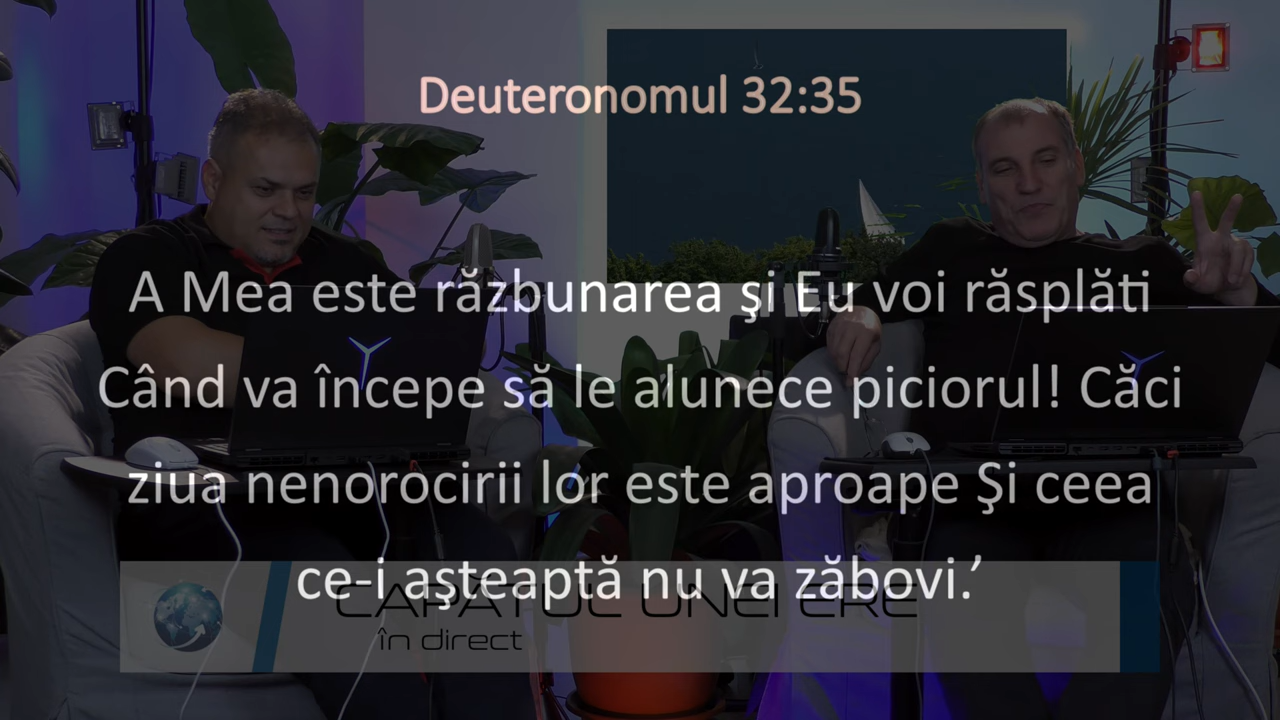 Deuteronomul 32:35
A Mea este răzbunarea şi Eu voi răsplăti
Când va începe să le alunece piciorul! Căci
ziua nenorocirii lor este aproape Şi ceea
ce-i aşteaptă nu va zăbovi.’
CAPĂTUL UNEI ERE
în direct